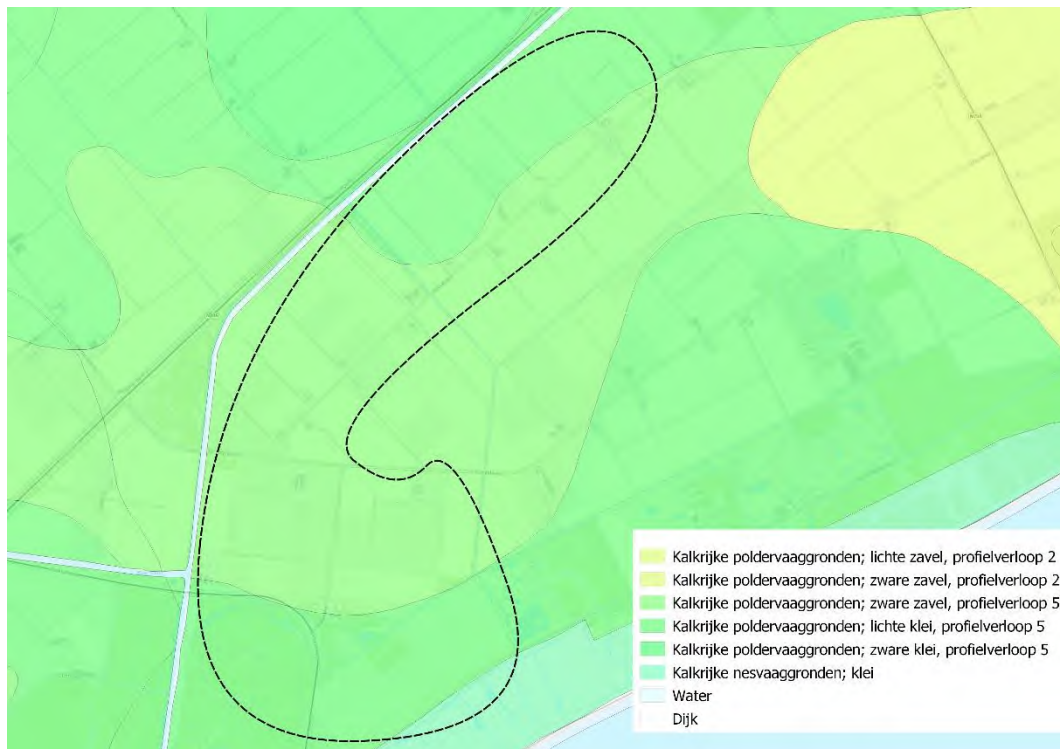 Kalkrijke poldervaaggronden; lichte zavel, profielverloop 2
Kalkrijke poldervaaggronden; zware zavel, profielverloop 2
Kalkrijke poldervaaggronden; zware zavel, profielverloop 5
Kalkrijke poldervaaggronden; lichte klei, profielverloop 5
Kalkrijke poldervaaggronden; zware klei, profielverloop 5
Kalkrijke nesvaaggronden; klei
Water
Dijk